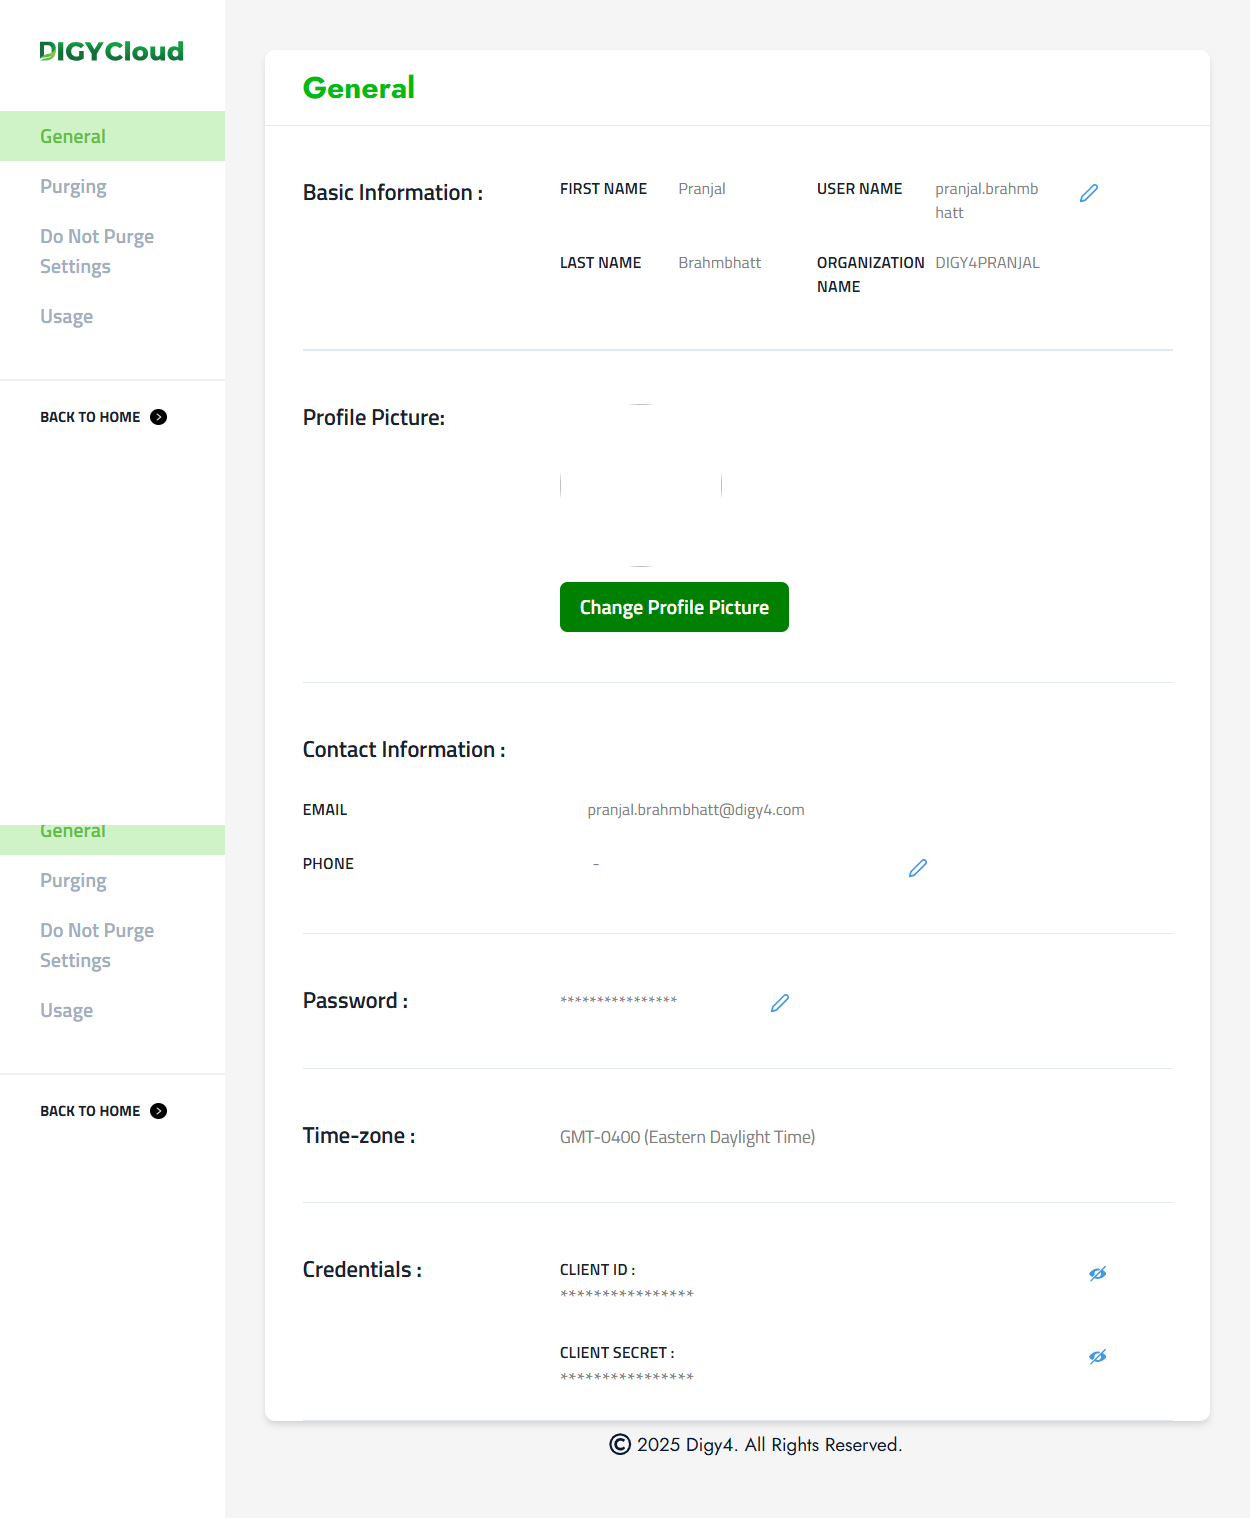 DIGYCloud
General
Purging
Do Not Purge
Settings
Usage
BACK TO HOME
General
Purging
Do Not Purge
Settings
Usage
BACK TO HOME
General
Basic Information :
FIRST NAME Pranjal USER NAME pranjal.brahmb
hatt
LAST NAME Brahmbhatt ORGANIZATION DIGY4PRANJAL
NAME
Profile Picture:
Change Profile Picture
Contact Information :
EMAIL pranjal.brahmbhatt@digy4.com
PHONE -
Password : ****************
Time-zone : GMT-0400 (Eastern Daylight Time)
Credentials : CLIENT ID :
****************
CLIENT SECRET :
****************
© 2025 Digy4. All Rights Reserved.